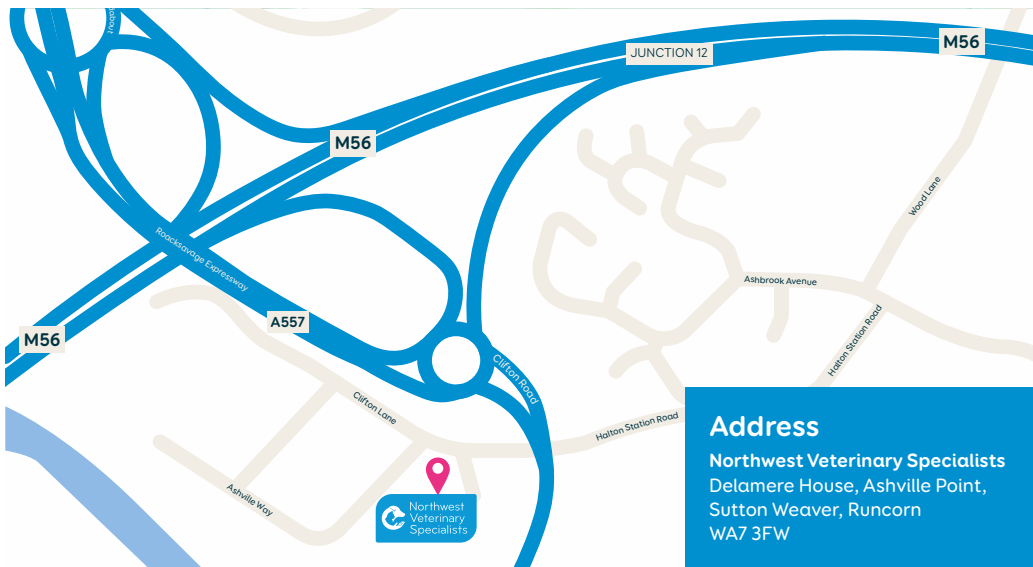 JUNCTION 12
M56
M56
Wood Lane
Roacksavage Expressway
Ashbrook Avenue
A557
M56
Clifton Road
Halton Station Road
Clifton Lane
Halton Station Road
Ashville Way
Northwest
Veterinary
Specialists
Address
Northwest Veterinary Specialists
Delamere House, Ashville Point,
Sutton Weaver, Runcorn
WA7 3FW